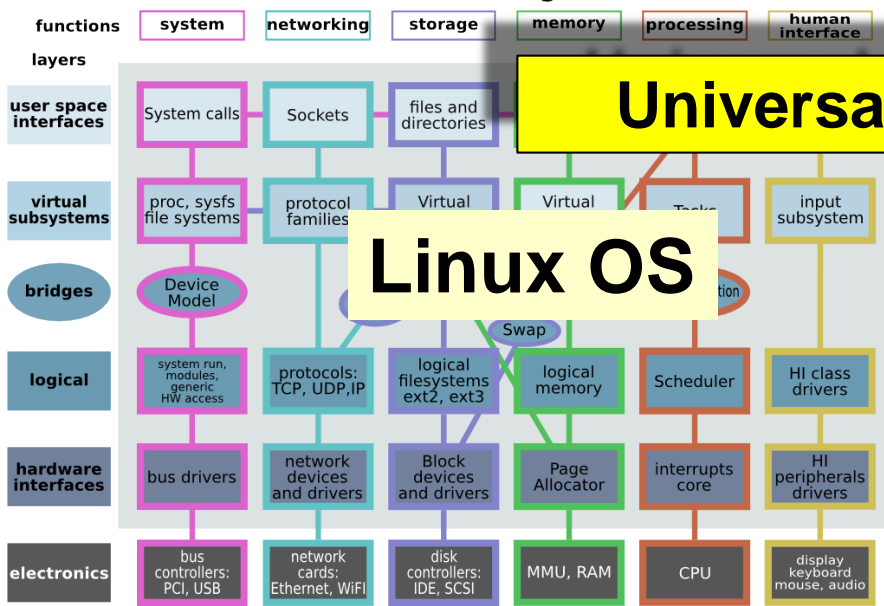 functions
system
networking
storage
memory
processing
human
interface
layers
user space
interfaces
System calls
Sockets
files and
directories
Universa
virtual
subsystems
proc, sysfs
file systems
protocol
families
Virtual
Virtual
Tasks
input
subsystem
Linux OS
bridges
Device
Model
Swap
logical
system run,
modules,
generic
HW access
protocols:
TCP, UDP,IP
logical
filesystems
ext2, ext3
logical
memory
Scheduler
HI class
drivers
hardware
interfaces
bus drivers
network
devices
and drivers
Block
devices
and drivers
Page
Allocator
interrupts
core
HI
peripherals
drivers
electronics
bus
controllers:
PCI, USB
network
cards:
Ethernet, WiFI
disk
controllers:
IDE, SCSI
MMU, RAM
CPU
display
keyboard
mouse, audio